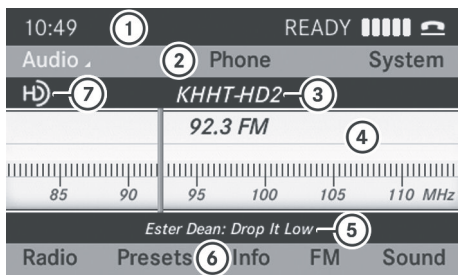 10:49 1 READY
Audio 2 Phone System
HD 7 KHHT-HD2 3
92.3 FM 4
85 90 95 100 105 110 MHz
Ester Dean: Drop It Low 5
Radio Presets 6 Info FM Sound